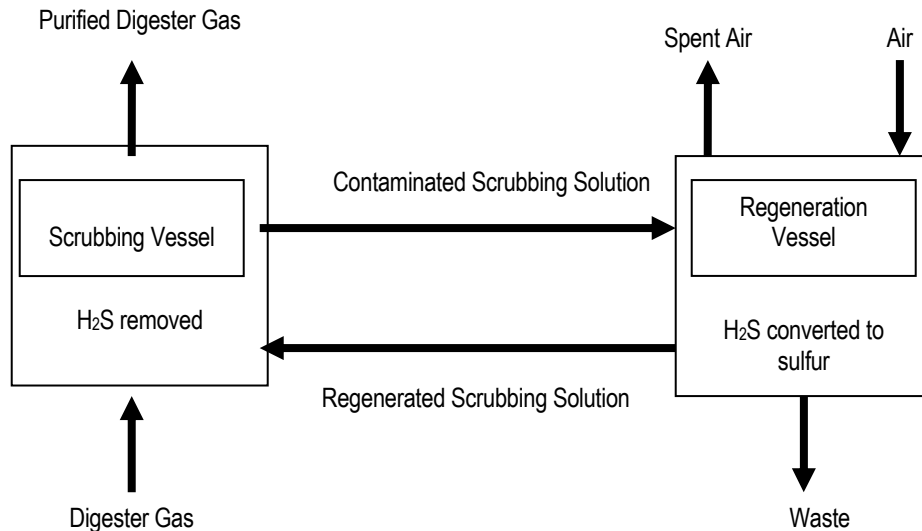 Purified Digester Gas
Spent Air
Air
Contaminated Scrubbing Solution
Scrubbing Vessel
Regeneration
Vessel
H₂S removed
H₂S converted to
sulfur
Regenerated Scrubbing Solution
Digester Gas
Waste